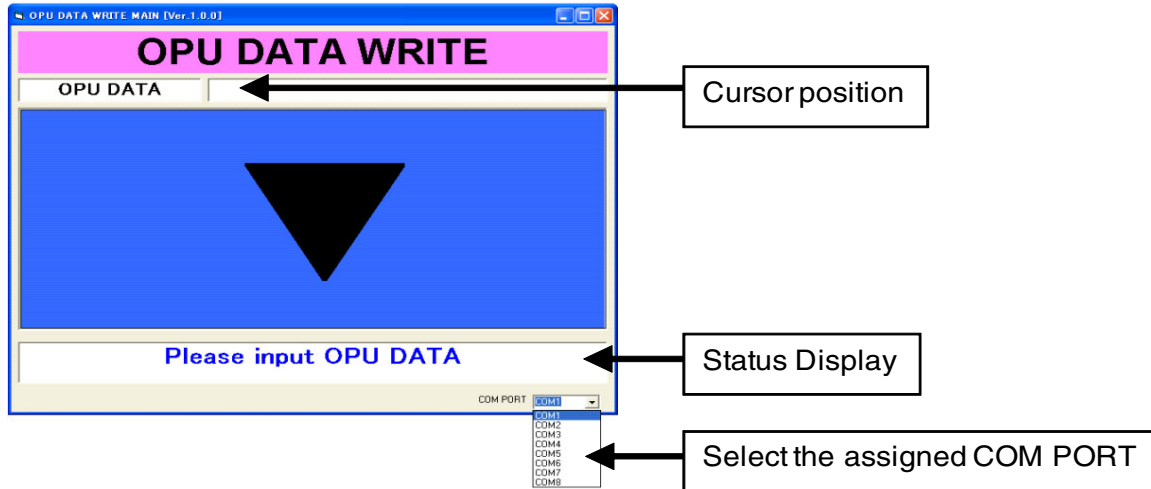 OPU DATA WRITE MAIN [Ver.1.0.0]
OPU DATA WRITE
OPU DATA
Cursor position
Please input OPU DATA
Status Display
COM PORT COM1
COM1
COM2
COM3
COM4
COM5
COM6
COM7
COM8
Select the assigned COM PORT